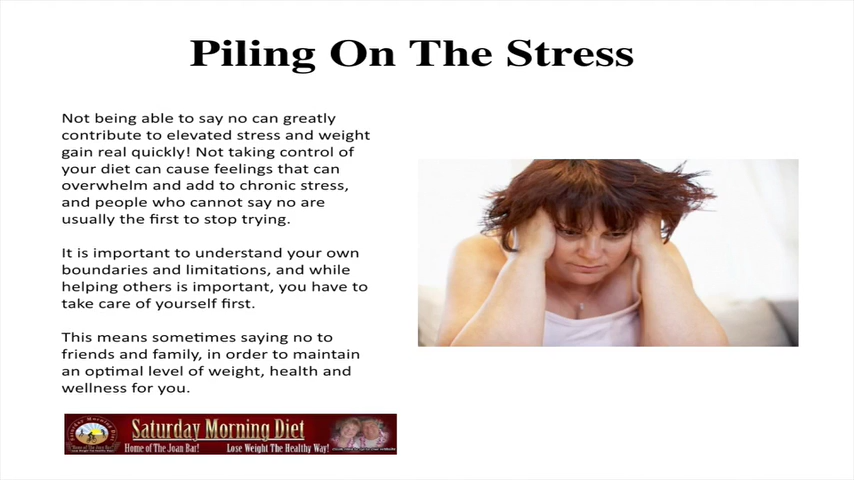 Piling On The Stress
Not being able to say no can greatly
contribute to elevated stress and weight
gain real quickly! Not taking control of
your diet can cause feelings that can
overwhelm and add to chronic stress,
and people who cannot say no are
usually the first to stop trying.
It is important to understand your own
boundaries and limitations, and while
helping others is important, you have to
take care of yourself first.
This means sometimes saying no to
friends and family, in order to maintain
an optimal level of weight, health and
wellness for you.
Saturday Morning Diet
Home of The Joan Bar! Lose Weight The Healthy Way!